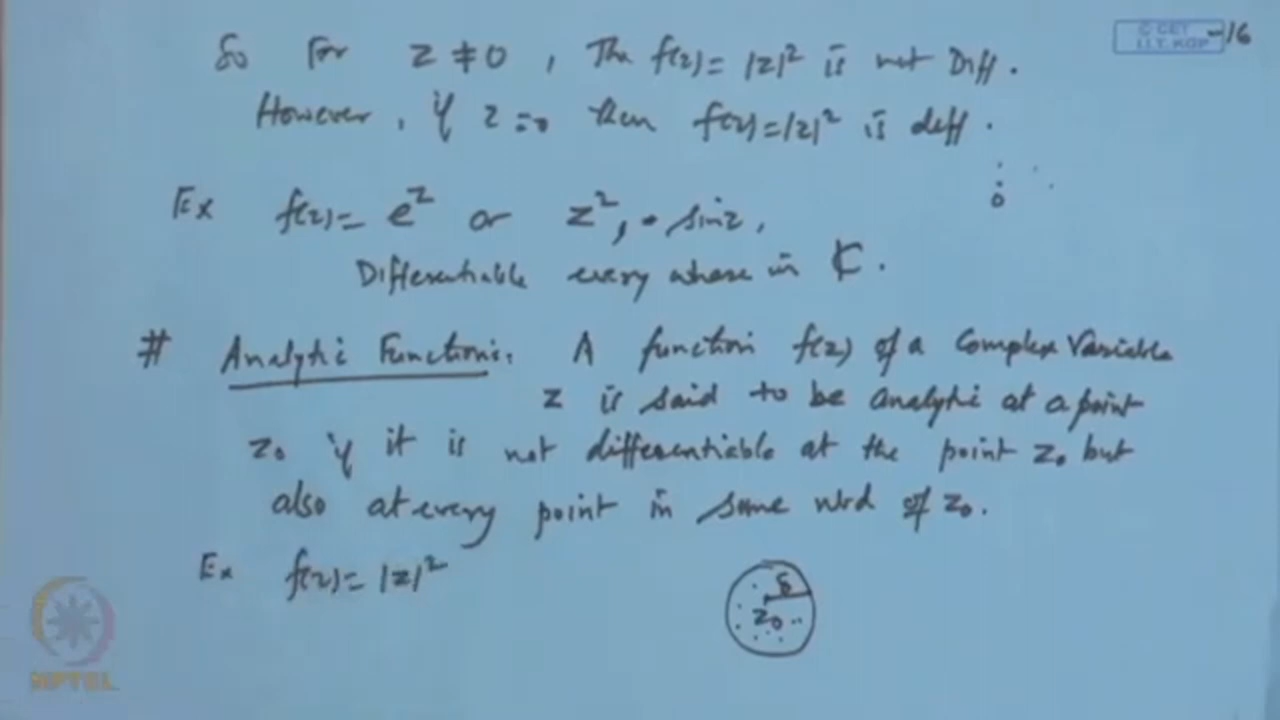 © CET
I.I.T. KGP
-16
So For z ≠ 0, The f(z) = |z|² is not Diff.
However, if z = 0 then f(z) = |z|² is diff.
0
Ex f(z) = e^z or z², sin z,
Differentiable every where in ℂ.
# Analytic Functions. A function f(z) of a Complex Variable
z is said to be analytic at a point
z₀ if it is not differentiable at the point z₀ but
also at every point in some nbd of z₀.
Ex f(z) = |z|²
δ
z₀
NPTEL